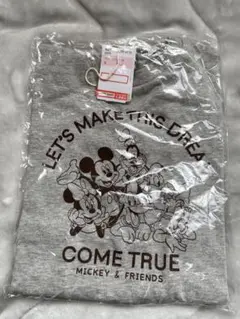 LET'S MAKE THIS DREA
COME TRUE
MICKEY & FRIENDS